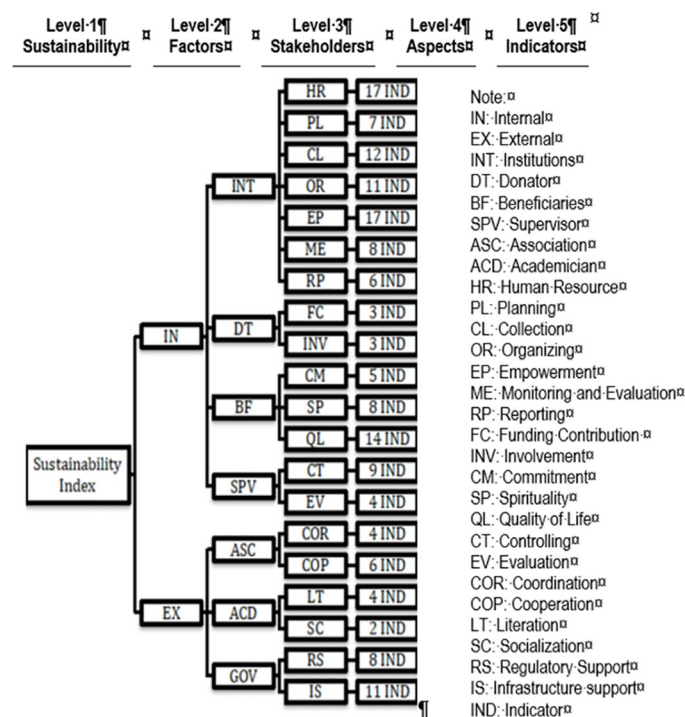 Level·1¶ ¤ Level·2¶ ¤ Level·3¶ ¤ Level·4¶ ¤ Level·5¶ ¤
Sustainability¤ Factors¤ Stakeholders¤ Aspects¤ Indicators¤
HR 17 IND
PL 7 IND
CL 12 IND
INT OR 11 IND
EP 17 IND
ME 8 IND
RP 6 IND
FC 3 IND
IN DT
INV 3 IND
CM 5 IND
BF SP 8 IND
QL 14 IND
Sustainability
Index
CT 9 IND
SPV
EV 4 IND
COR 4 IND
ASC
COP 6 IND
LT 4 IND
EX ACD
SC 2 IND
RS 8 IND
GOV
IS 11 IND
¶
Note:¤
IN:·Internal¤
EX:·External¤
INT:·Institutions¤
DT:·Donator¤
BF:·Beneficiaries¤
SPV:·Supervisor¤
ASC:·Association¤
ACD:·Academician¤
HR:·Human·Resource¤
PL:·Planning¤
CL:·Collection¤
OR:·Organizing¤
EP:·Empowerment¤
ME:·Monitoring·and·Evaluation¤
RP:·Reporting¤
FC:·Funding·Contribution·¤
INV:·Involvement¤
CM:·Commitment¤
SP:·Spirituality¤
QL:·Quality·of·Life¤
CT:·Controlling¤
EV:·Evaluation¤
COR:·Coordination¤
COP:·Cooperation¤
LT:·Literation¤
SC:·Socialization¤
RS:·Regulatory·Support¤
IS:·Infrastructure·support¤
IND:·Indicator¤